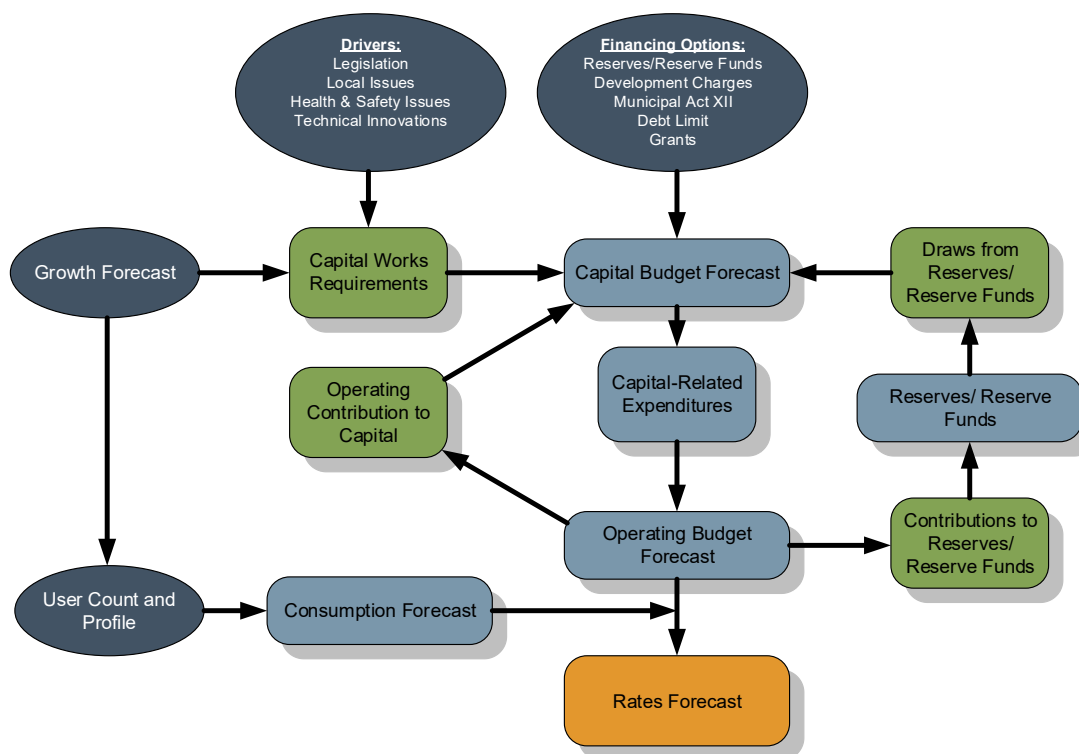 Drivers:
Legislation
Local Issues
Health & Safety Issues
Technical Innovations
Financing Options:
Reserves/Reserve Funds
Development Charges
Municipal Act XII
Debt Limit
Grants
Growth Forecast
Capital Works
Requirements
Capital Budget Forecast
Draws from
Reserves/
Reserve Funds
Operating
Contribution to
Capital
Capital-Related
Expenditures
Reserves/ Reserve
Funds
Operating Budget
Forecast
Contributions to
Reserves/
Reserve Funds
User Count and
Profile
Consumption Forecast
Rates Forecast